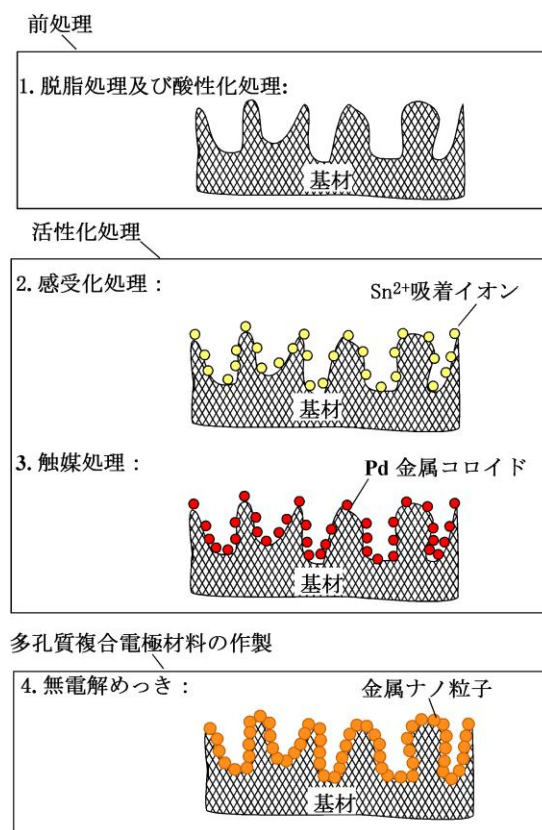 前処理
1. 脱脂処理及び酸性化処理:
基材
活性化処理
2. 感受化処理：
Sn²⁺吸着イオン
基材
3. 触媒処理：
Pd 金属コロイド
基材
多孔質複合電極材料の作製
4. 無電解めっき：
金属ナノ粒子
基材